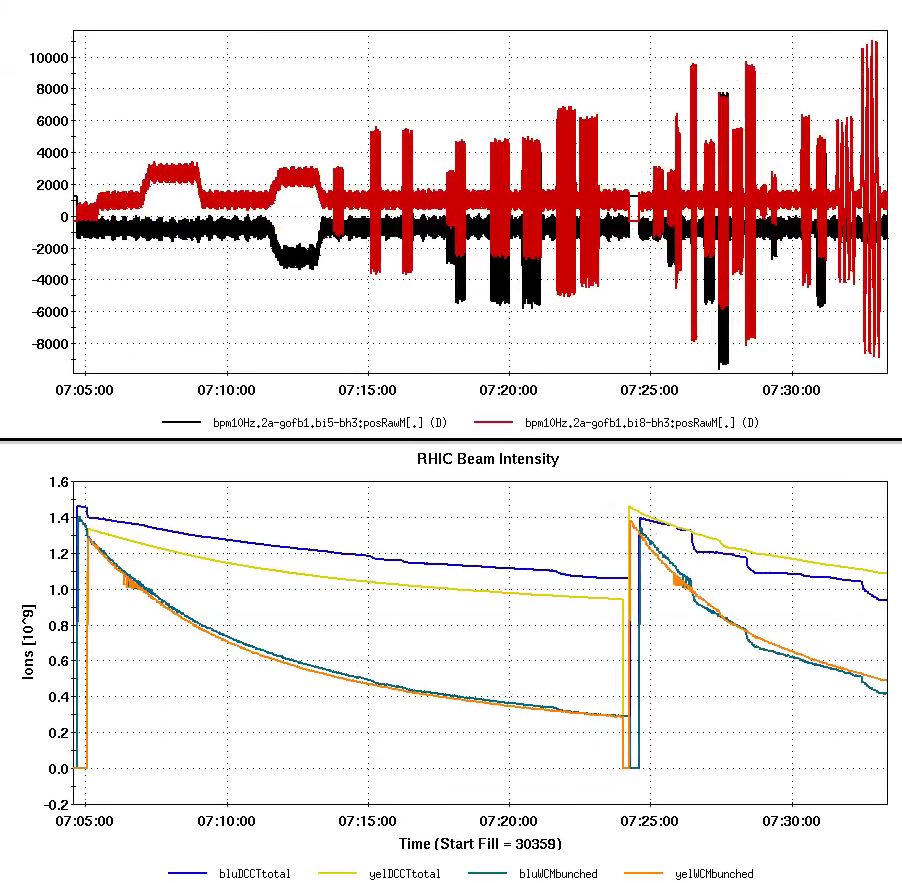 10000
8000
6000
4000
2000
0
-2000
-4000
-6000
-8000
07:05:00 07:10:00 07:15:00 07:20:00 07:25:00 07:30:00
bpm10Hz.2a-gofb1.bi5-bh3:posRawM[.] (D) bpm10Hz.2a-gofb1.bi8-bh3:posRawM[.] (D)
RHIC Beam Intensity
Ions [10^9]
1.6
1.4
1.2
1.0
0.8
0.6
0.4
0.2
0.0
-0.2
07:05:00 07:10:00 07:15:00 07:20:00 07:25:00 07:30:00
Time (Start Fill = 30359)
bluDCCTtotal yelDCCTtotal bluWCMbunched yelWCMbunched